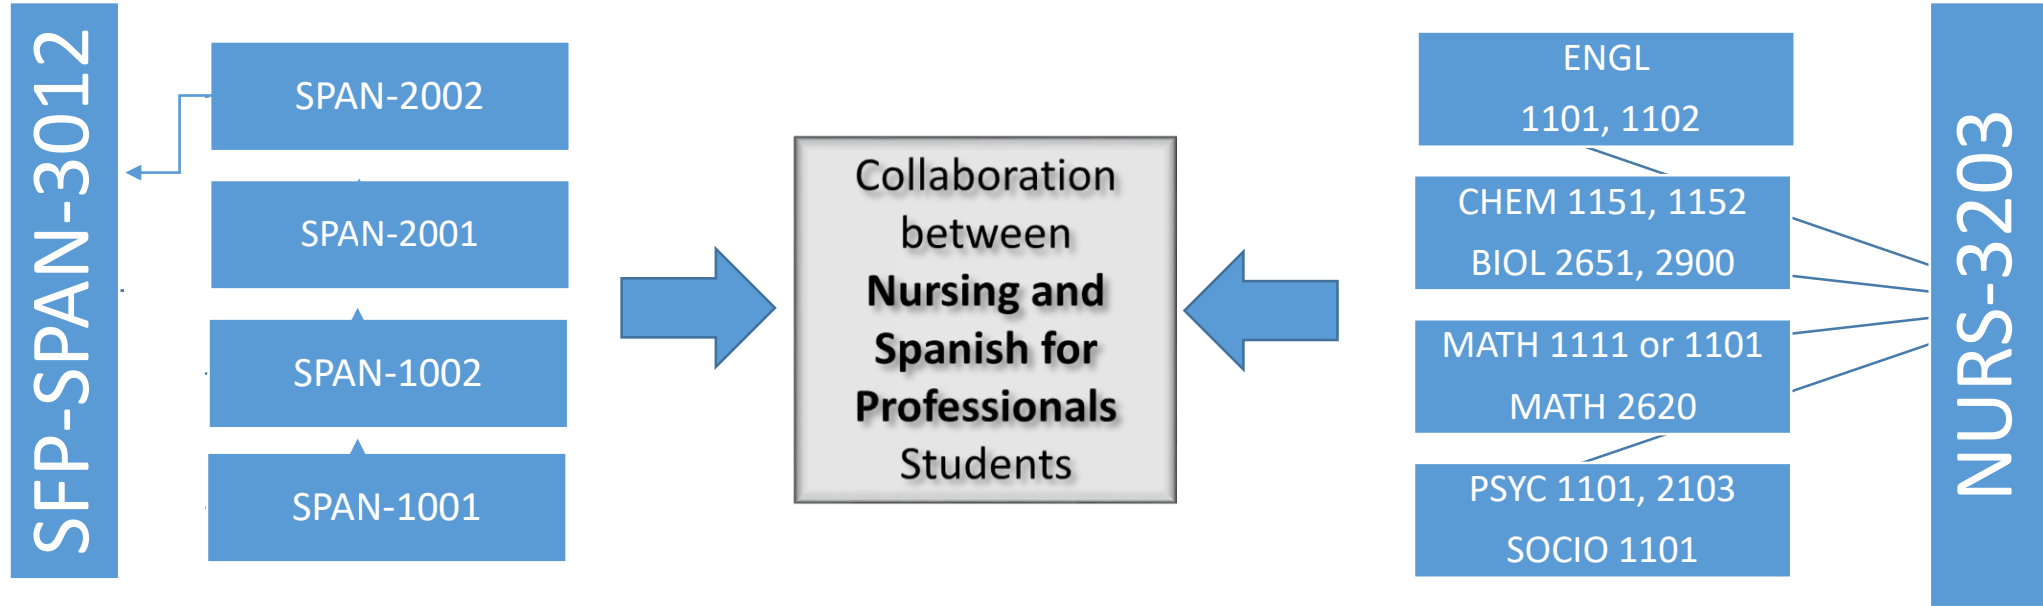 SFP-SPAN-3012
SPAN-2002
SPAN-2001
SPAN-1002
SPAN-1001
Collaboration
between
Nursing and
Spanish for
Professionals
Students
ENGL
1101, 1102
CHEM 1151, 1152
BIOL 2651, 2900
MATH 1111 or 1101
MATH 2620
PSYC 1101, 2103
SOCIO 1101
NURS-3203